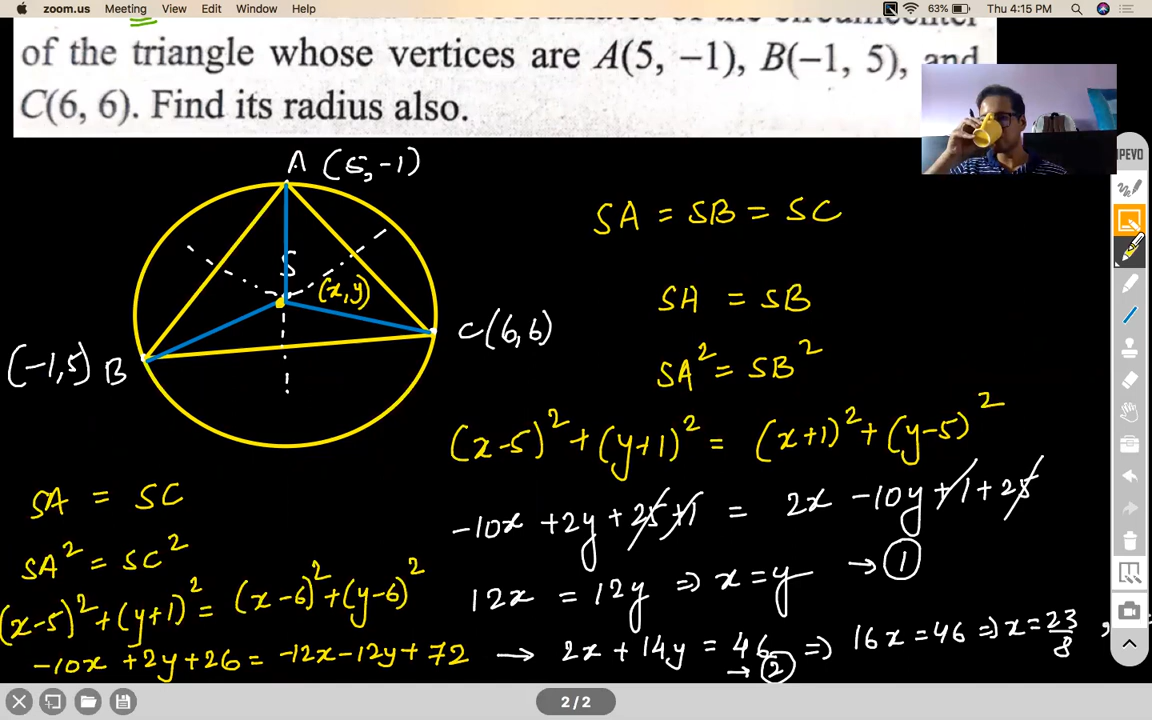 zoom.us Meeting View Edit Window Help 63% Thu 4:15 PM
of the triangle whose vertices are A(5, −1), B(−1, 5), and
C(6, 6). Find its radius also.
IPEVO
A (5,-1)
SA = SB = SC
S
(x,y)
SA = SB
C(6,6)
(-1,5) B
SA² = SB²
(x-5)² + (y+1)² = (x+1)² + (y-5)²
SA = SC
-10x + 2y + 25 + 1 = 2x - 10y + 1 + 25
SA² = SC²
12x = 12y ⇒ x = y → 1
(x-5)² + (y+1)² = (x-6)² + (y-6)²
-10x + 2y + 26 = -12x - 12y + 72 → 2x + 14y = 46 → 2 ⇒ 16x = 46 ⇒ x = 23/8 ,
2/2